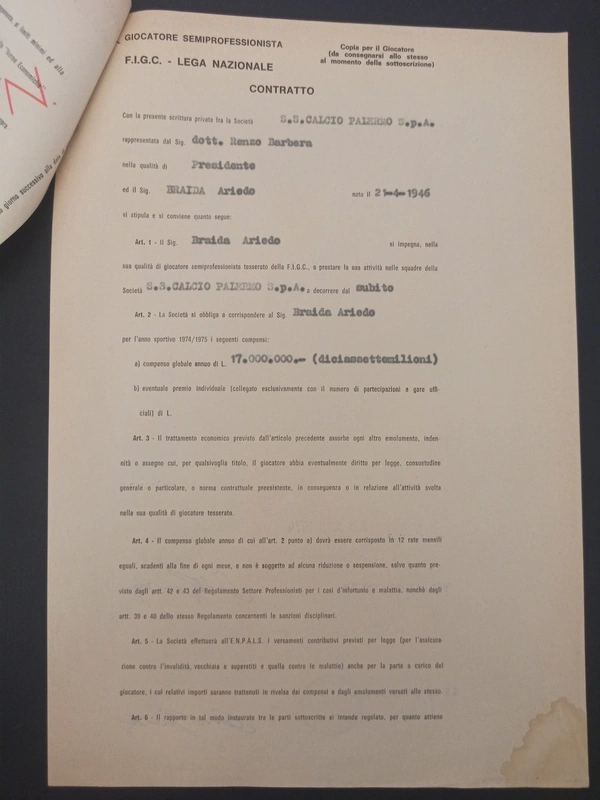 GIOCATORE SEMIPROFESSIONISTA
F.I.G.C. - LEGA NAZIONALE
Copia per il Giocatore
(da consegnarsi allo stesso
al momento della sottoscrizione)
CONTRATTO
Con la presente scrittura privata fra la Società S.S.CALCIO PALERMO S.p.A.
rappresentata dal Sig. dott. Renzo Barbera
nella qualità di Presidente
ed il Sig. BRAIDA Ariedo nato il 21-4-1946
si stipula e si conviene quanto segue:
Art. 1 - Il Sig. Braida Ariedo si impegna, nella
sua qualità di giocatore semiprofessionista tesserato della F.I.G.C., a prestare la sua attività nelle squadre della
Società S.S.CALCIO PALERMO S.p.A. a decorrere dal subito
Art. 2 - La Società si obbliga a corrispondere al Sig. Braida Ariedo
per l'anno sportivo 1974/1975 i seguenti compensi:
a) compenso globale annuo di L. 17.000.000.- (diciassettemilioni)
b) eventuale premio individuale (collegato esclusivamente con il numero di partecipazioni a gare uffi-
ciali) di L.
Art. 3 - Il trattamento economico previsto dall'articolo precedente assorbe ogni altro emolumento, inden-
nità o assegno cui, per qualsivoglia titolo, il giocatore abbia eventualmente diritto per legge, consuetudine
generale o particolare, o norma contrattuale preesistente, in conseguenza o in relazione all'attività svolta
nella sua qualità di giocatore tesserato.
Art. 4 - Il compenso globale annuo di cui all'art. 2 punto a) dovrà essere corrisposto in 12 rate mensili
eguali, scadenti alla fine di ogni mese, e non è soggetto ad alcuna riduzione o sospensione, salvo quanto pre-
visto dagli artt. 42 e 43 del Regolamento Settore Professionisti per i casi d'infortunio e malattia, nonchè dagli
artt. 39 e 40 dello stesso Regolamento concernenti le sanzioni disciplinari.
Art. 5 - La Società effettuerà all'E.N.P.A.L.S. i versamenti contributivi previsti per legge (per l'assicura-
zione contro l'invalidità, vecchiaia e superstiti e quella contro le malattie) anche per la parte a carico del
giocatore, i cui relativi importi saranno trattenuti in rivalsa dai compensi e dagli emolumenti versati allo stesso.
Art. 6 - Il rapporto in tal modo instaurato tra le parti sottoscritte si intende regolato, per quanto attiene